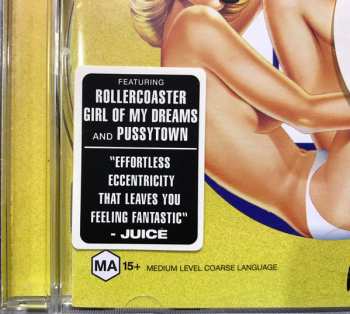 FEATURING
ROLLERCOASTER
GIRL OF MY DREAMS
AND PUSSYTOWN
"EFFORTLESS
ECCENTRICITY
THAT LEAVES YOU
FEELING FANTASTIC"
- JUICE
MA 15+ MEDIUM LEVEL COARSE LANGUAGE